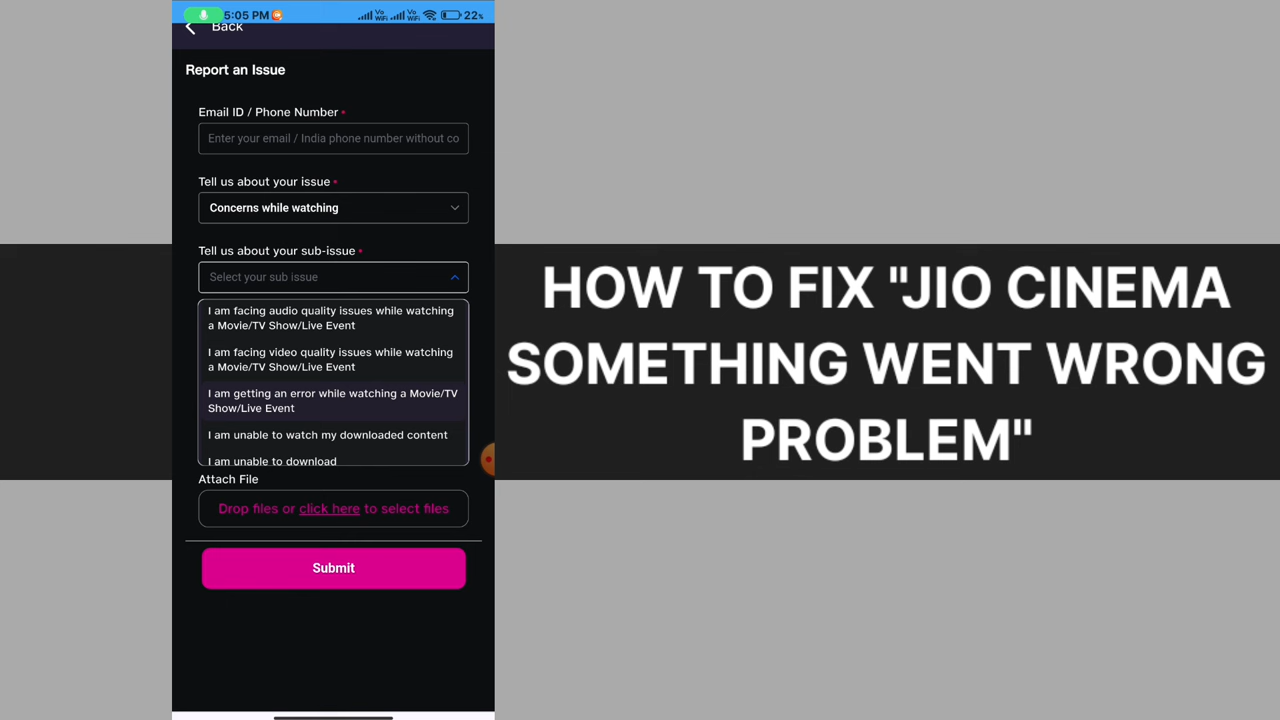 5:05 PM
Vo
WiFi
Vo
WiFi
22%
Back
Report an Issue
Email ID / Phone Number *
Enter your email / India phone number without co
Tell us about your issue *
Concerns while watching
Tell us about your sub-issue *
Select your sub issue
I am facing audio quality issues while watching
a Movie/TV Show/Live Event
I am facing video quality issues while watching
a Movie/TV Show/Live Event
I am getting an error while watching a Movie/TV
Show/Live Event
I am unable to watch my downloaded content
I am unable to download
Attach File
Drop files or click here to select files
Submit
HOW TO FIX "JIO CINEMA
SOMETHING WENT WRONG
PROBLEM"